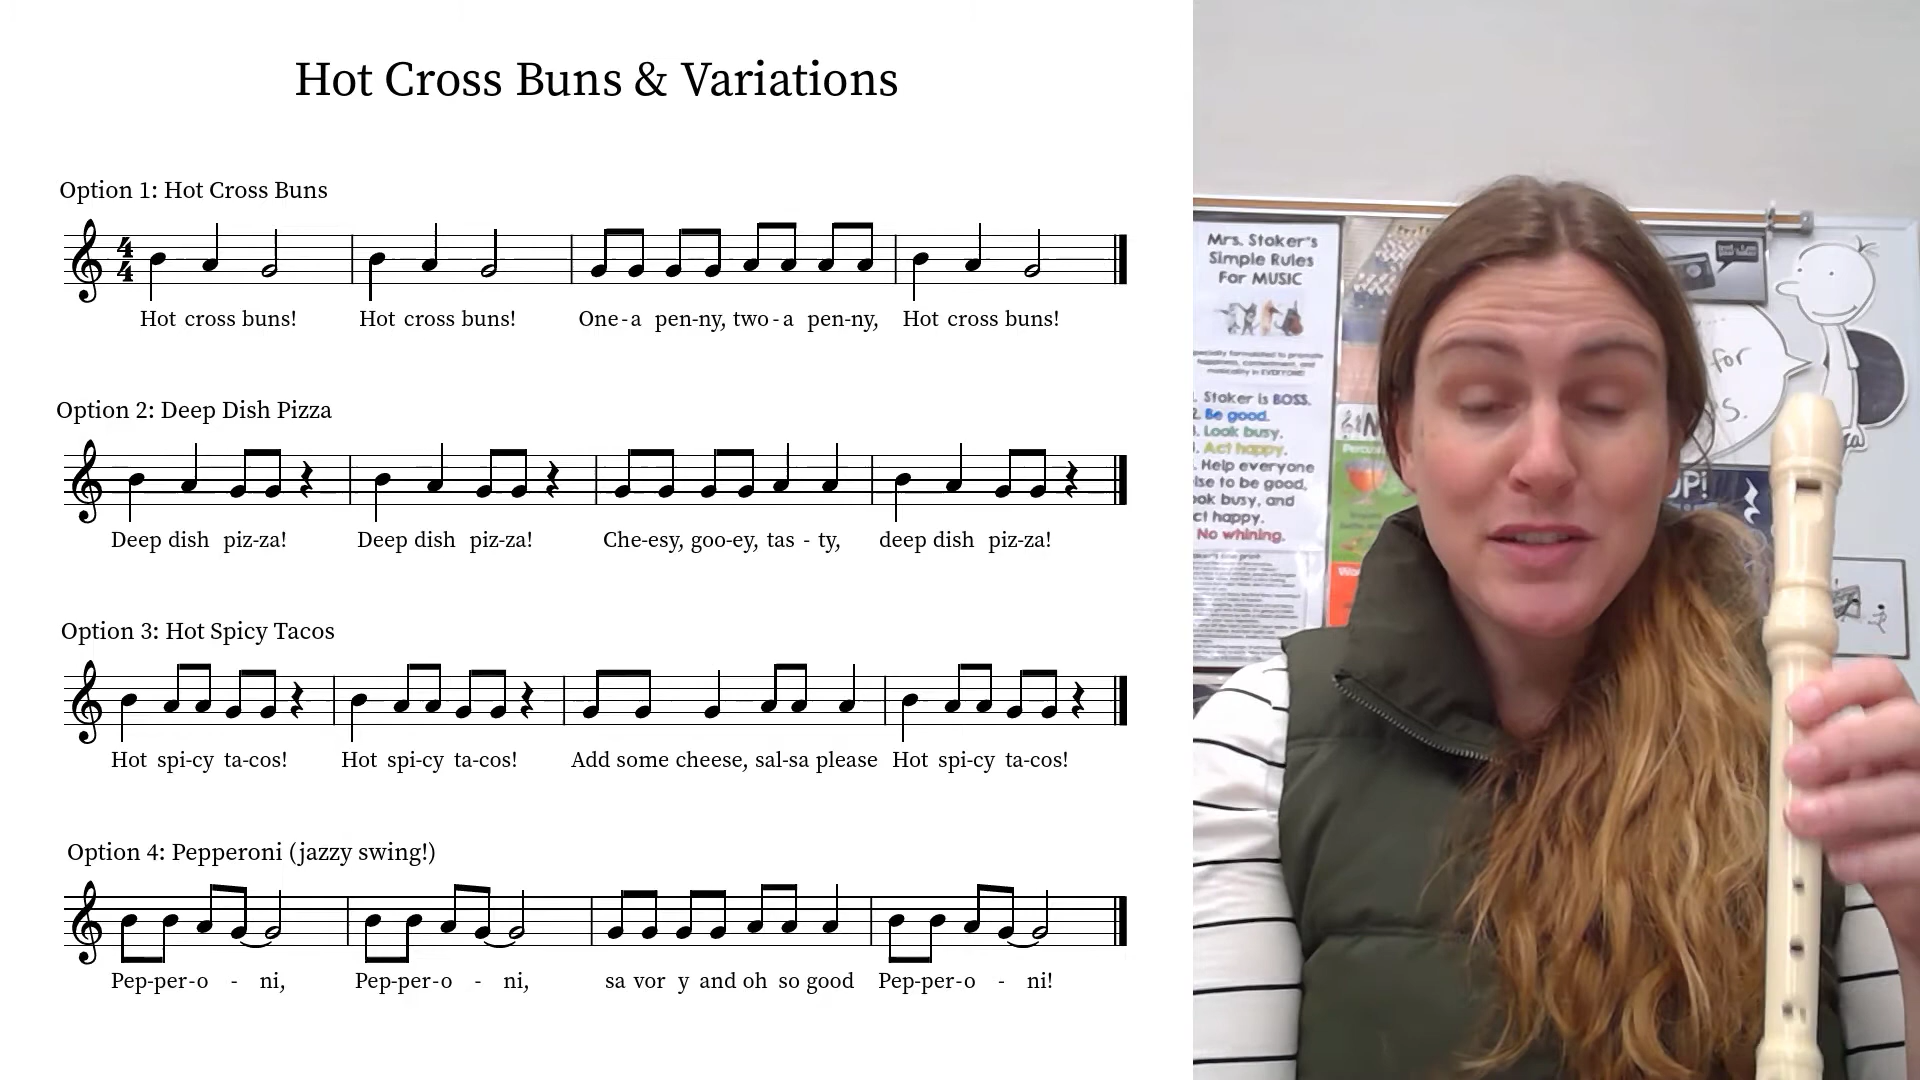 Hot Cross Buns & Variations
Option 1: Hot Cross Buns
4
4
Hot cross buns! Hot cross buns! One-a pen-ny, two-a pen-ny, Hot cross buns!
Option 2: Deep Dish Pizza
Deep dish piz-za! Deep dish piz-za! Che-esy, goo-ey, tas - ty, deep dish piz-za!
Option 3: Hot Spicy Tacos
Hot spi-cy ta-cos! Hot spi-cy ta-cos! Add some cheese, sal-sa please Hot spi-cy ta-cos!
Option 4: Pepperoni (jazzy swing!)
Pep-per-o - ni, Pep-per-o - ni, sa vor y and oh so good Pep-per-o - ni!
Mrs. Stoker's
Simple Rules
For MUSIC
Stoker is BOSS.
2. Be good.
Look busy.
Act happy.
Help everyone
lse to be good,
ok busy, and
ct happy.
No whining.
for
s.
UP!